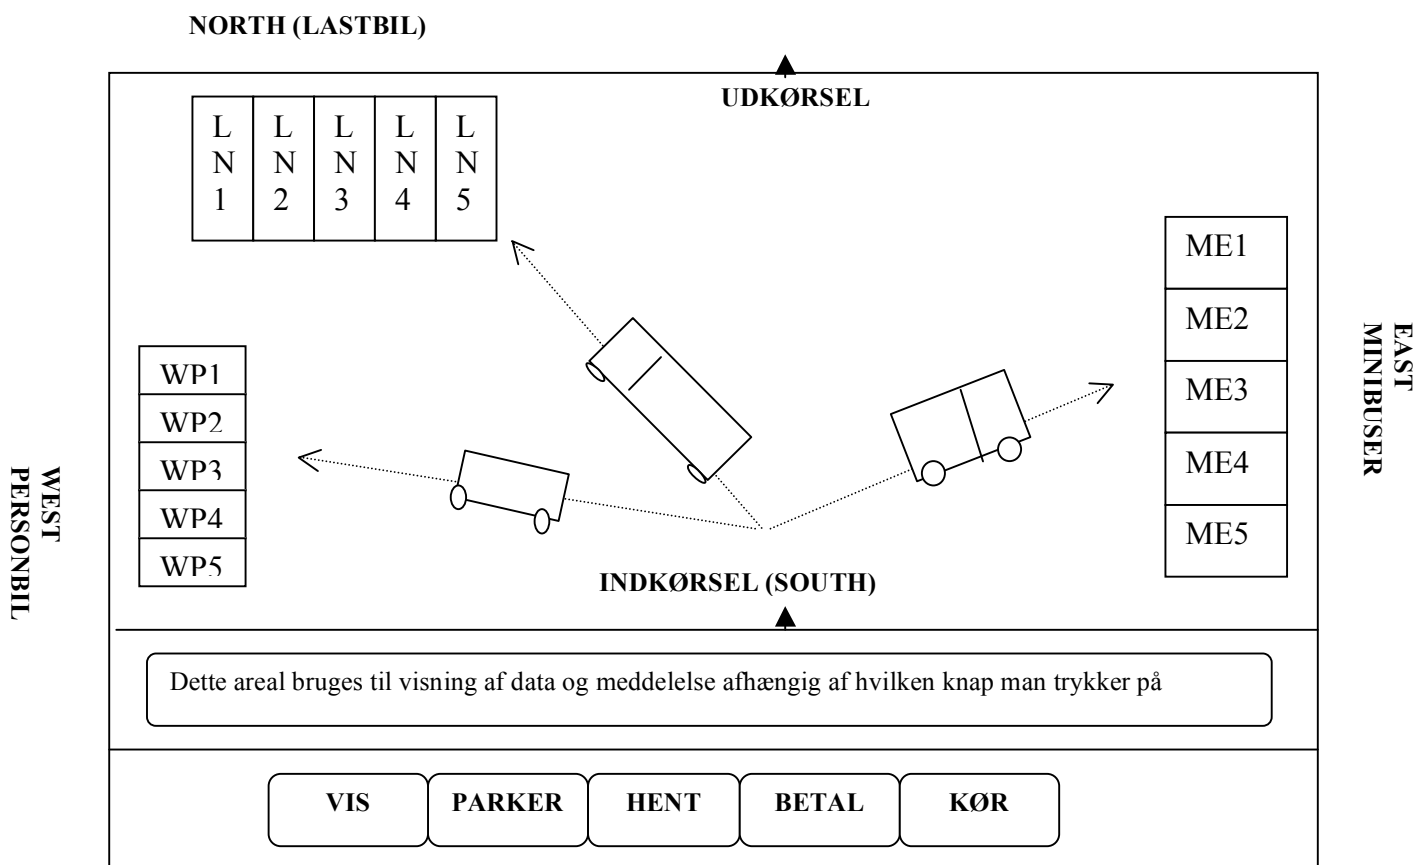 NORTH (LASTBIL)
UDKØRSEL
L
N
1
L
N
2
L
N
3
L
N
4
L
N
5
ME1
ME2
ME3
ME4
ME5
EAST
MINIBUSER
WP1
WP2
WP3
WP4
WP5
WEST
PERSONBIL
INDKØRSEL (SOUTH)
Dette areal bruges til visning af data og meddelelse afhængig af hvilken knap man trykker på
VIS
PARKER
HENT
BETAL
KØR